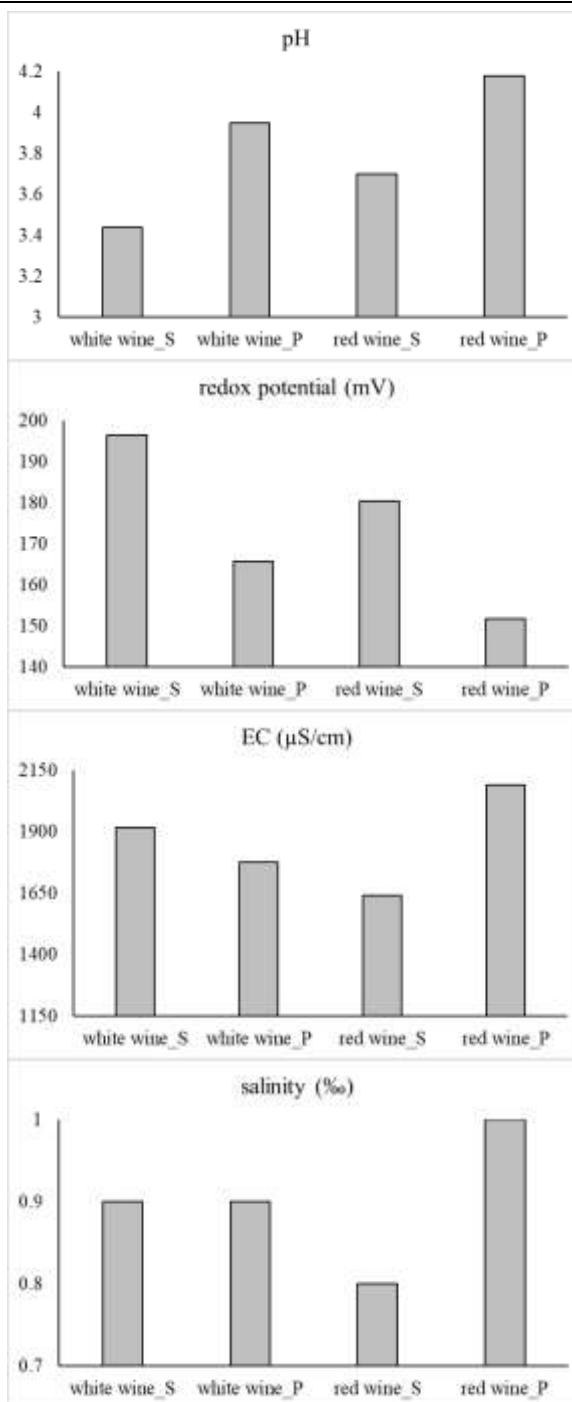 pH
4.2
4
3.8
3.6
3.4
3.2
3
white wine_S white wine_P red wine_S red wine_P
redox potential (mV)
200
190
180
170
160
150
140
white wine_S white wine_P red wine_S red wine_P
EC (µS/cm)
2150
1900
1650
1400
1150
white wine_S white wine_P red wine_S red wine_P
salinity (‰)
1
0.9
0.8
0.7
white wine_S white wine_P red wine_S red wine_P